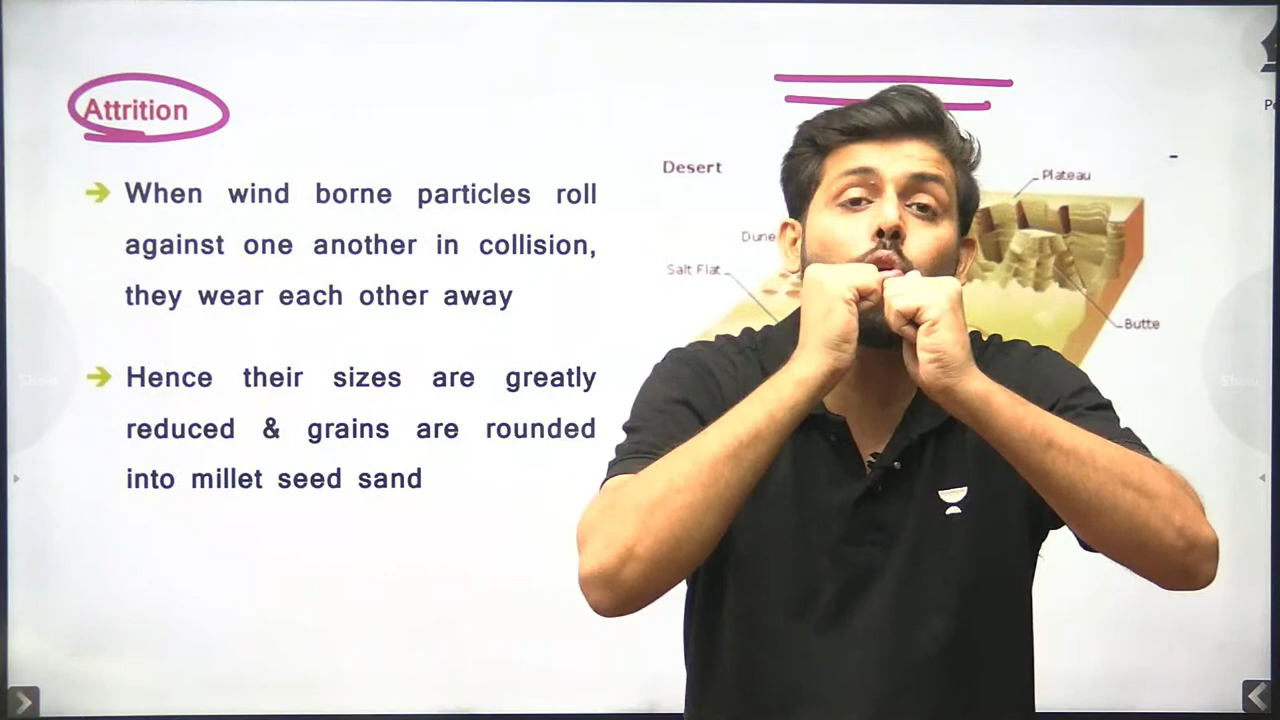 Attrition
When wind borne particles roll
against one another in collision,
they wear each other away
Hence their sizes are greatly
reduced & grains are rounded
into millet seed sand
Desert
Plateau
Dune
Salt Flat
Butte